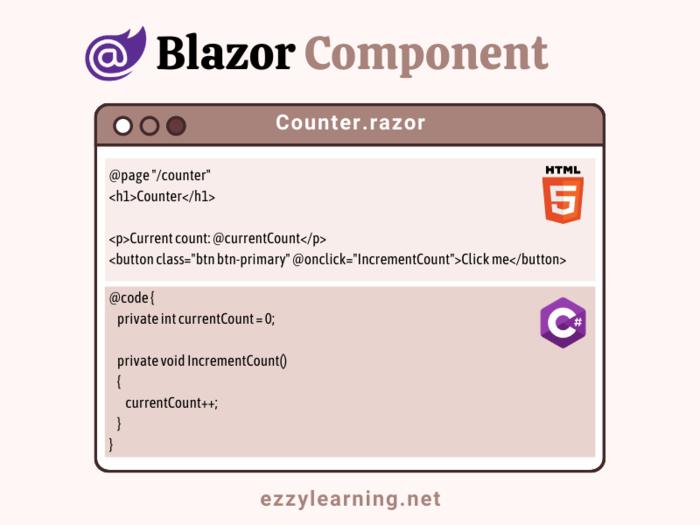 @ Blazor Component
Counter.razor
@page "/counter"
<h1>Counter</h1>
HTML
5
<p>Current count: @currentCount</p>
<button class="btn btn-primary" @onclick="IncrementCount">Click me</button>
@code {
private int currentCount = 0;
C#
private void IncrementCount()
{
currentCount++;
}
}
ezzylearning.net